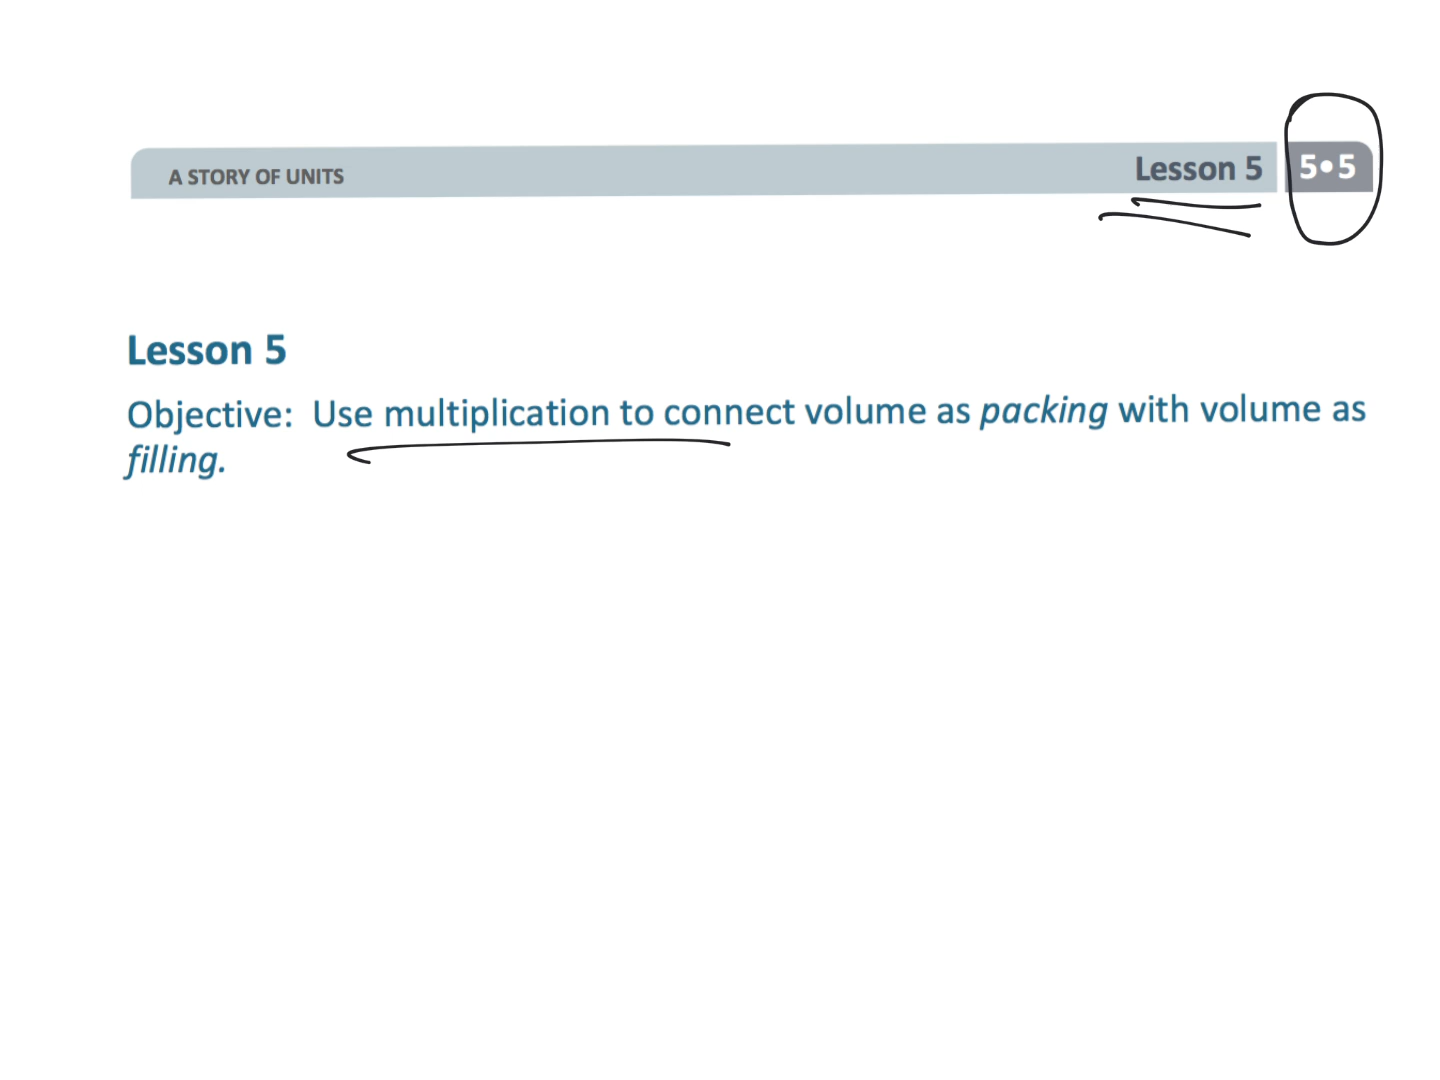 A STORY OF UNITS
Lesson 5
5•5
Lesson 5
Objective: Use multiplication to connect volume as packing with volume as
filling.